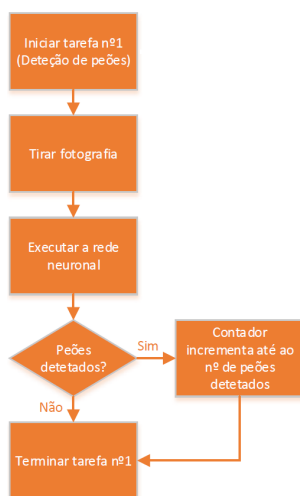 Iniciar tarefa nº1
(Deteção de peões)
Tirar fotografia
Executar a rede
neuronal
Peões
detetados?
Sim
Contador
incrementa até ao
nº de peões
detetados
Não
Terminar tarefa nº1